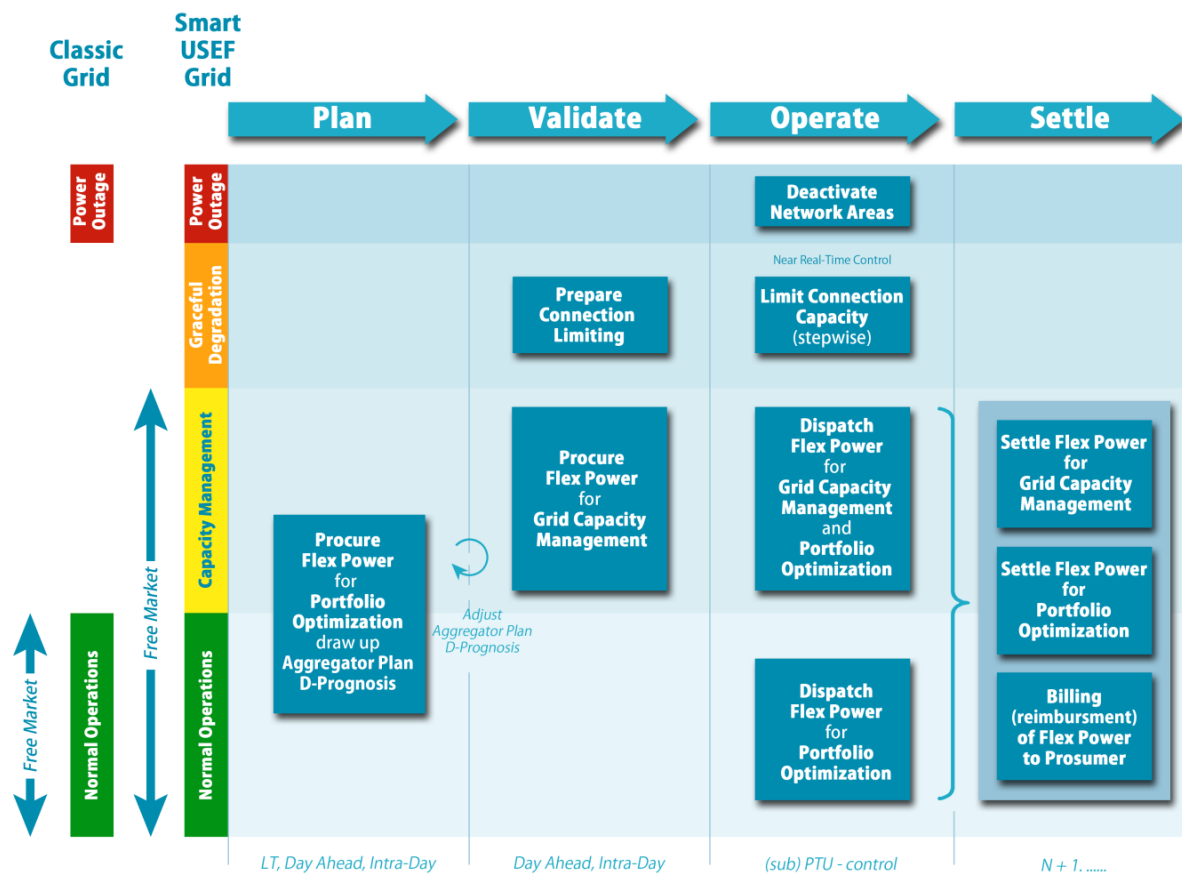 Classic
Grid
Smart
USEF
Grid
Plan
Validate
Operate
Settle
Power
Outage
Power
Outage
Deactivate
Network Areas
Graceful
Degradation
Near Real-Time Control
Prepare
Connection
Limiting
Limit Connection
Capacity
(stepwise)
Free Market
Capacity Management
Procure
Flex Power
for
Portfolio
Optimization
draw up
Aggregator Plan
D-Prognosis
Adjust
Aggregator Plan
D-Prognosis
Procure
Flex Power
for
Grid Capacity
Management
Dispatch
Flex Power
for
Grid Capacity
Management
and
Portfolio
Optimization
Settle Flex Power
for
Grid Capacity
Management
Settle Flex Power
for
Portfolio
Optimization
Free Market
Normal Operations
Normal Operations
Dispatch
Flex Power
for
Portfolio
Optimization
Billing
(reimbursment)
of Flex Power
to Prosumer
LT, Day Ahead, Intra-Day
Day Ahead, Intra-Day
(sub) PTU - control
N + 1. ......